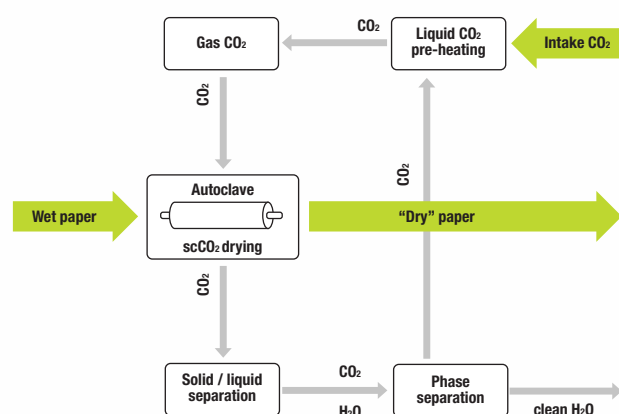 Gas CO₂
CO₂
Liquid CO₂
pre-heating
Intake CO₂
CO₂
CO₂
Wet paper
Autoclave
scCO₂ drying
“Dry” paper
CO₂
Solid / liquid
separation
CO₂
H₂O
Phase
separation
clean H₂O